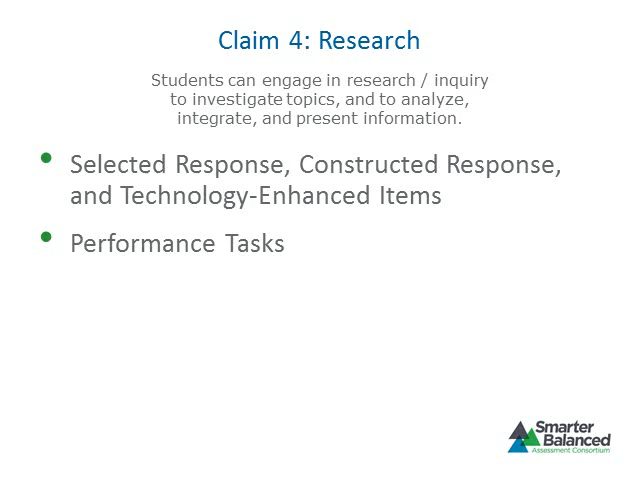 Claim 4: Research
Students can engage in research / inquiry
to investigate topics, and to analyze,
integrate, and present information.
• Selected Response, Constructed Response,
and Technology-Enhanced Items
• Performance Tasks
Smarter
Balanced
Assessment Consortium